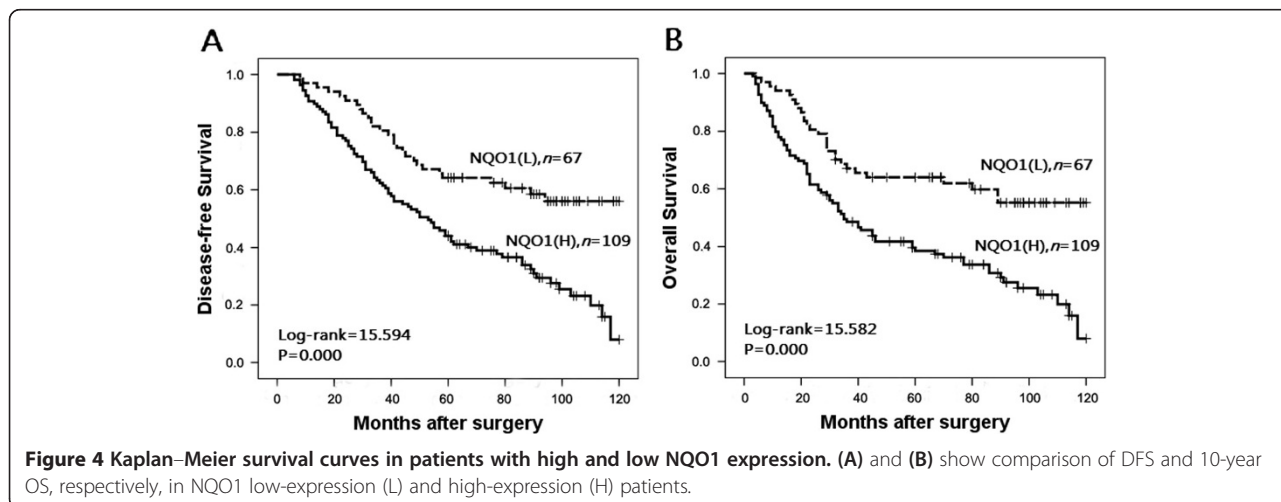 A
Disease-free Survival
1.0
0.8
0.6
0.4
0.2
0.0
NQO1(L),n=67
NQO1(H),n=109
Log-rank=15.594
P=0.000
0 20 40 60 80 100 120
Months after surgery
B
Overall Survival
1.0
0.8
0.6
0.4
0.2
0.0
NQO1(L),n=67
NQO1(H),n=109
Log-rank=15.582
P=0.000
0 20 40 60 80 100 120
Months after surgery
Figure 4 Kaplan–Meier survival curves in patients with high and low NQO1 expression. (A) and (B) show comparison of DFS and 10-year
OS, respectively, in NQO1 low-expression (L) and high-expression (H) patients.